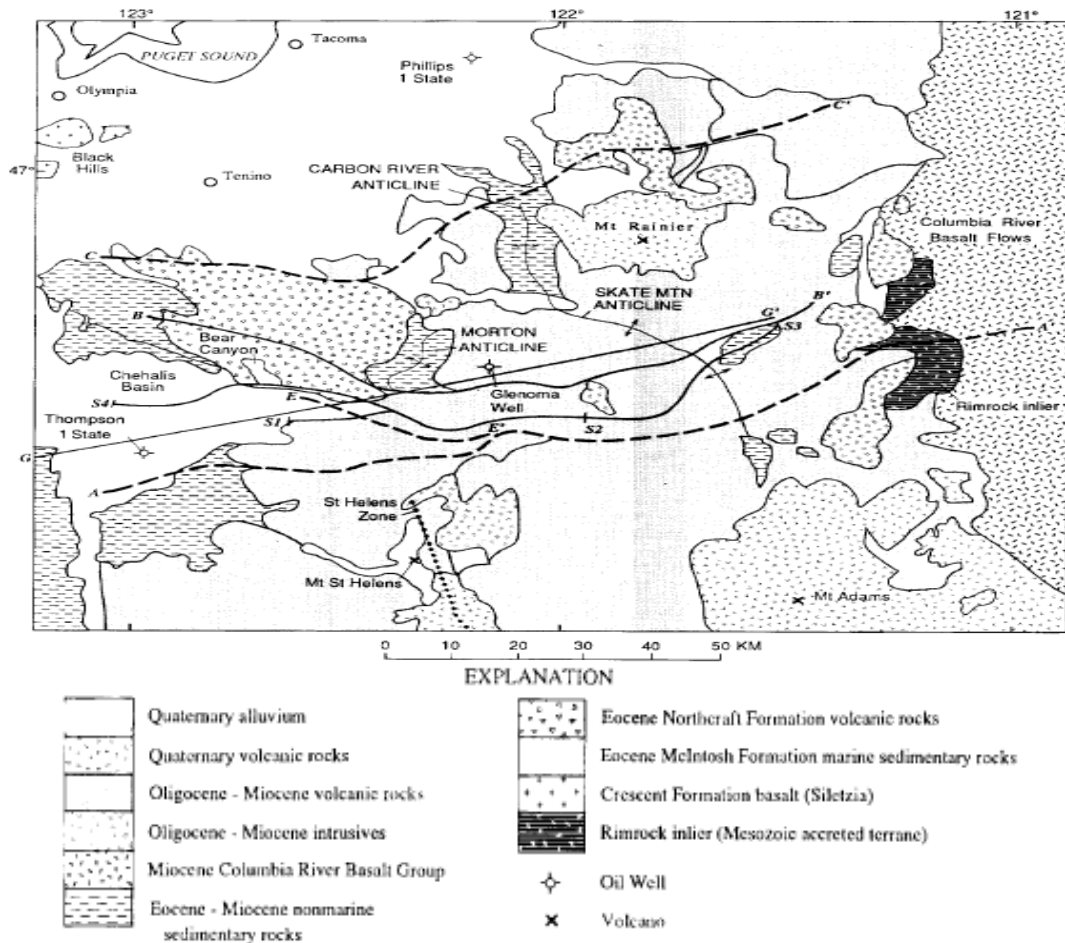 123°
122°
121°
Tacoma
PUGET SOUND
Phillips
1 State
Olympia
C'
Black
Hills
47°
Tenino
CARBON RIVER
ANTICLINE
Mt Rainier
Columbia River
Basalt Flows
C
SKATE MTN
ANTICLINE
B
G'
B'
S3
A'
MORTON
ANTICLINE
Bear
Canyon
Chehalis
Basin
E
Glenoma
Well
S4
S1
E'
S2
Rimrock inlier
Thompson
1 State
G
A
St Helens
Zone
Mt St Helens
Mt Adams
0 10 20 30 40 50 KM
EXPLANATION
Quaternary alluvium
Quaternary volcanic rocks
Oligocene - Miocene volcanic rocks
Oligocene - Miocene intrusives
Miocene Columbia River Basalt Group
Eocene - Miocene nonmarine
sedimentary rocks
Eocene Northcraft Formation volcanic rocks
Eocene McIntosh Formation marine sedimentary rocks
Crescent Formation basalt (Siletzia)
Rimrock inlier (Mesozoic accreted terrane)
Oil Well
Volcano